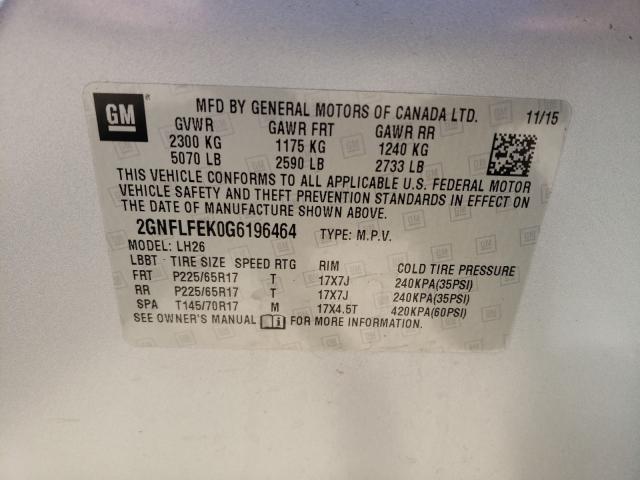 GM
MFD BY GENERAL MOTORS OF CANADA LTD. 11/15
GVWR GAWR FRT GAWR RR
2300 KG 1175 KG 1240 KG
5070 LB 2590 LB 2733 LB
THIS VEHICLE CONFORMS TO ALL APPLICABLE U.S. FEDERAL MOTOR
VEHICLE SAFETY AND THEFT PREVENTION STANDARDS IN EFFECT ON
THE DATE OF MANUFACTURE SHOWN ABOVE.
2GNFLFEK0G6196464 TYPE: M.P.V.
MODEL: LH26
LBBT TIRE SIZE SPEED RTG RIM COLD TIRE PRESSURE
FRT P225/65R17 T 17X7J 240KPA(35PSI)
RR P225/65R17 T 17X7J 240KPA(35PSI)
SPA T145/70R17 M 17X4.5T 420KPA(60PSI)
SEE OWNER'S MANUAL FOR MORE INFORMATION.